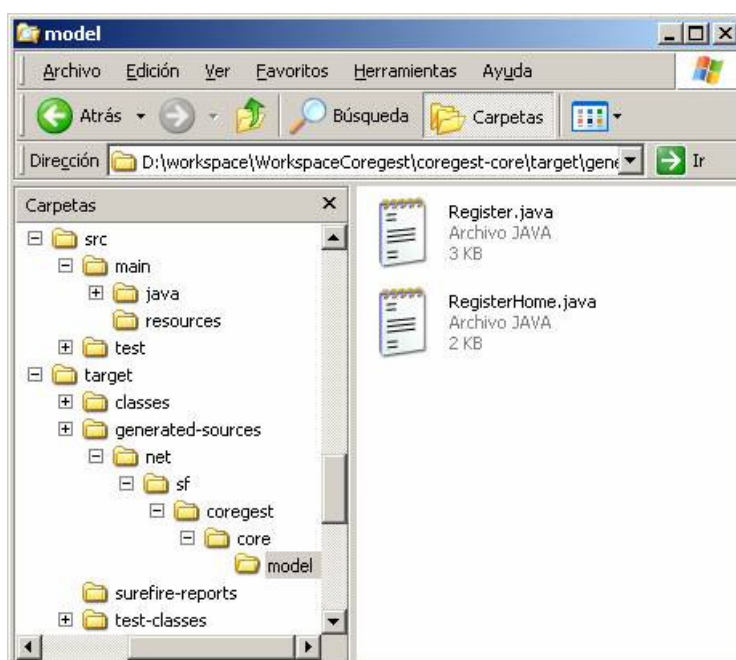 model
Archivo Edición Ver Favoritos Herramientas Ayuda
Atrás Búsqueda Carpetas
Dirección D:\workspace\WorkspaceCoregest\coregest-core\target\gene Ir
Carpetas
src
main
java
resources
test
target
classes
generated-sources
net
sf
coregest
core
model
surefire-reports
test-classes
Register.java
Archivo JAVA
3 KB
RegisterHome.java
Archivo JAVA
2 KB